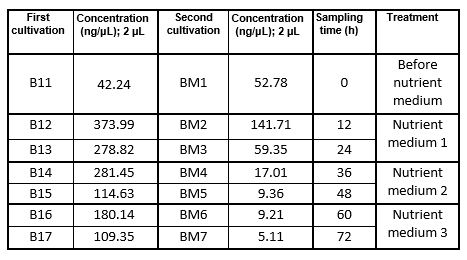 First cultivation Concentration (ng/µL); 2 µL Second cultivation Concentration (ng/µL); 2 µL Sampling time (h) Treatment
B11 42.24 BM1 52.78 0 Before nutrient medium
B12 373.99 BM2 141.71 12 Nutrient medium 1
B13 278.82 BM3 59.35 24
B14 281.45 BM4 17.01 36 Nutrient medium 2
B15 114.63 BM5 9.36 48
B16 180.14 BM6 9.21 60 Nutrient medium 3
B17 109.35 BM7 5.11 72